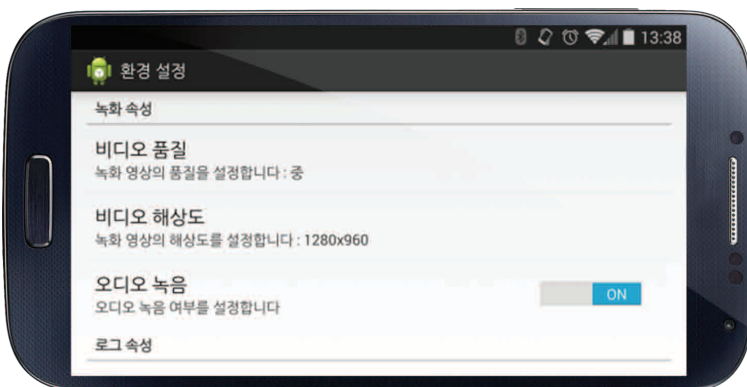 13:38
환경 설정
녹화 속성
비디오 품질
녹화 영상의 품질을 설정합니다 : 중
비디오 해상도
녹화 영상의 해상도를 설정합니다 : 1280x960
오디오 녹음
오디오 녹음 여부를 설정합니다
ON
로그 속성